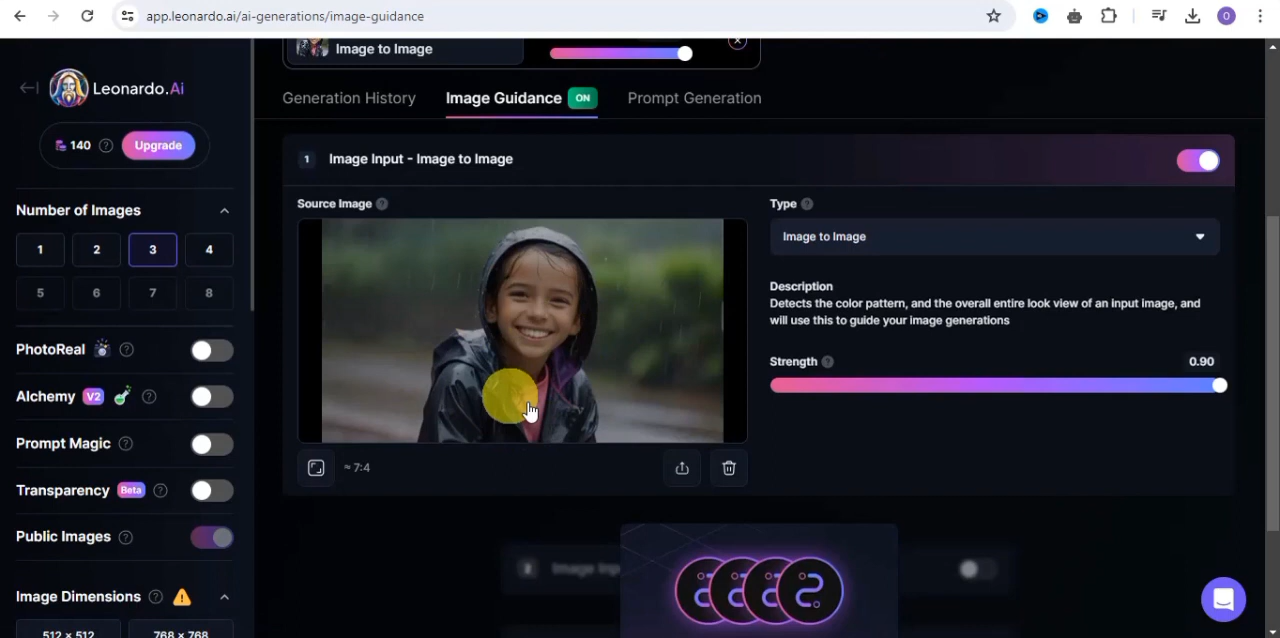 app.leonardo.ai/ai-generations/image-guidance
O
Leonardo.Ai
140
Upgrade
Number of Images
1 2 3 4
5 6 7 8
PhotoReal
Alchemy V2
Prompt Magic
Transparency Beta
Public Images
Image Dimensions
512 × 512 768 × 768
Image to Image
Generation History Image Guidance ON Prompt Generation
1 Image Input - Image to Image
Source Image
≈ 7:4
Type
Image to Image
Description
Detects the color pattern, and the overall entire look view of an input image, and
will use this to guide your image generations
Strength 0.90
2 Image Inp